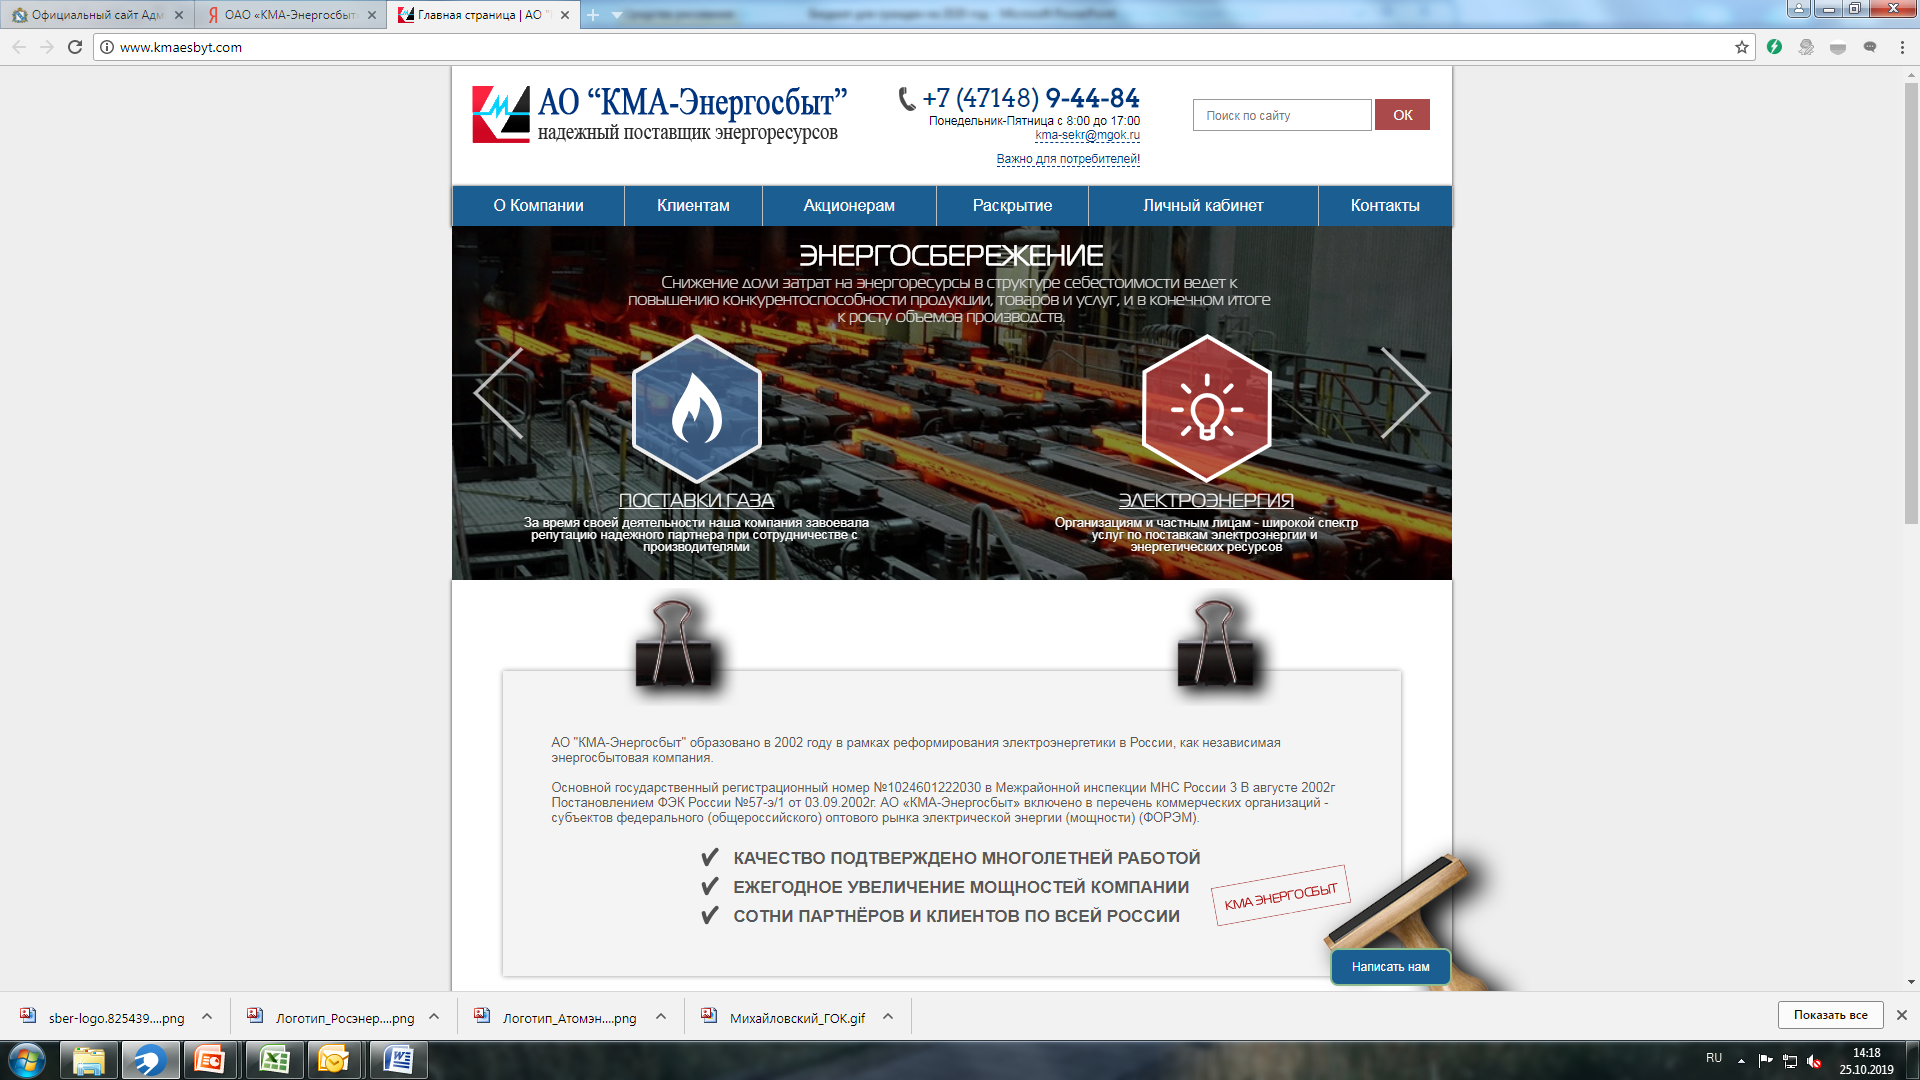 Официальный сайт Адм
ОАО «КМА-Энергосбыт
Главная страница | АО "
www.kmaesbyt.com
АО “КМА-Энергосбыт”
надежный поставщик энергоресурсов
+7 (47148) 9-44-84
Понедельник-Пятница с 8:00 до 17:00
kma-sekr@mgok.ru
Важно для потребителей!
Поиск по сайту
ОК
О Компании
Клиентам
Акционерам
Раскрытие
Личный кабинет
Контакты
ЭНЕРГОСБЕРЕЖЕНИЕ
Снижение доли затрат на энергоресурсы в структуре себестоимости ведет к
повышению конкурентоспособности продукции, товаров и услуг, и в конечном итоге
к росту объемов производств.
ПОСТАВКИ ГАЗА
За время своей деятельности наша компания завоевала
репутацию надежного партнера при сотрудничестве с
производителями
ЭЛЕКТРОЭНЕРГИЯ
Организациям и частным лицам - широкой спектр
услуг по поставкам электроэнергии и
энергетических ресурсов
АО "КМА-Энергосбыт" образовано в 2002 году в рамках реформирования электроэнергетики в России, как независимая
энергосбытовая компания.
Основной государственный регистрационный номер №1024601222030 в Межрайонной инспекции МНС России 3 В августе 2002г
Постановлением ФЭК России №57-э/1 от 03.09.2002г. АО «КМА-Энергосбыт» включено в перечень коммерческих организаций -
субъектов федерального (общероссийского) оптового рынка электрической энергии (мощности) (ФОРЭМ).
КАЧЕСТВО ПОДТВЕРЖДЕНО МНОГОЛЕТНЕЙ РАБОТОЙ
ЕЖЕГОДНОЕ УВЕЛИЧЕНИЕ МОЩНОСТЕЙ КОМПАНИИ
СОТНИ ПАРТНЁРОВ И КЛИЕНТОВ ПО ВСЕЙ РОССИИ
КМА ЭНЕРГОСБЫТ
Написать нам
sber-logo.825439....png
Логотип_Росэнер....png
Логотип_Атомэн....png
Михайловский_ГОК.gif
Показать все
RU
14:18
25.10.2019